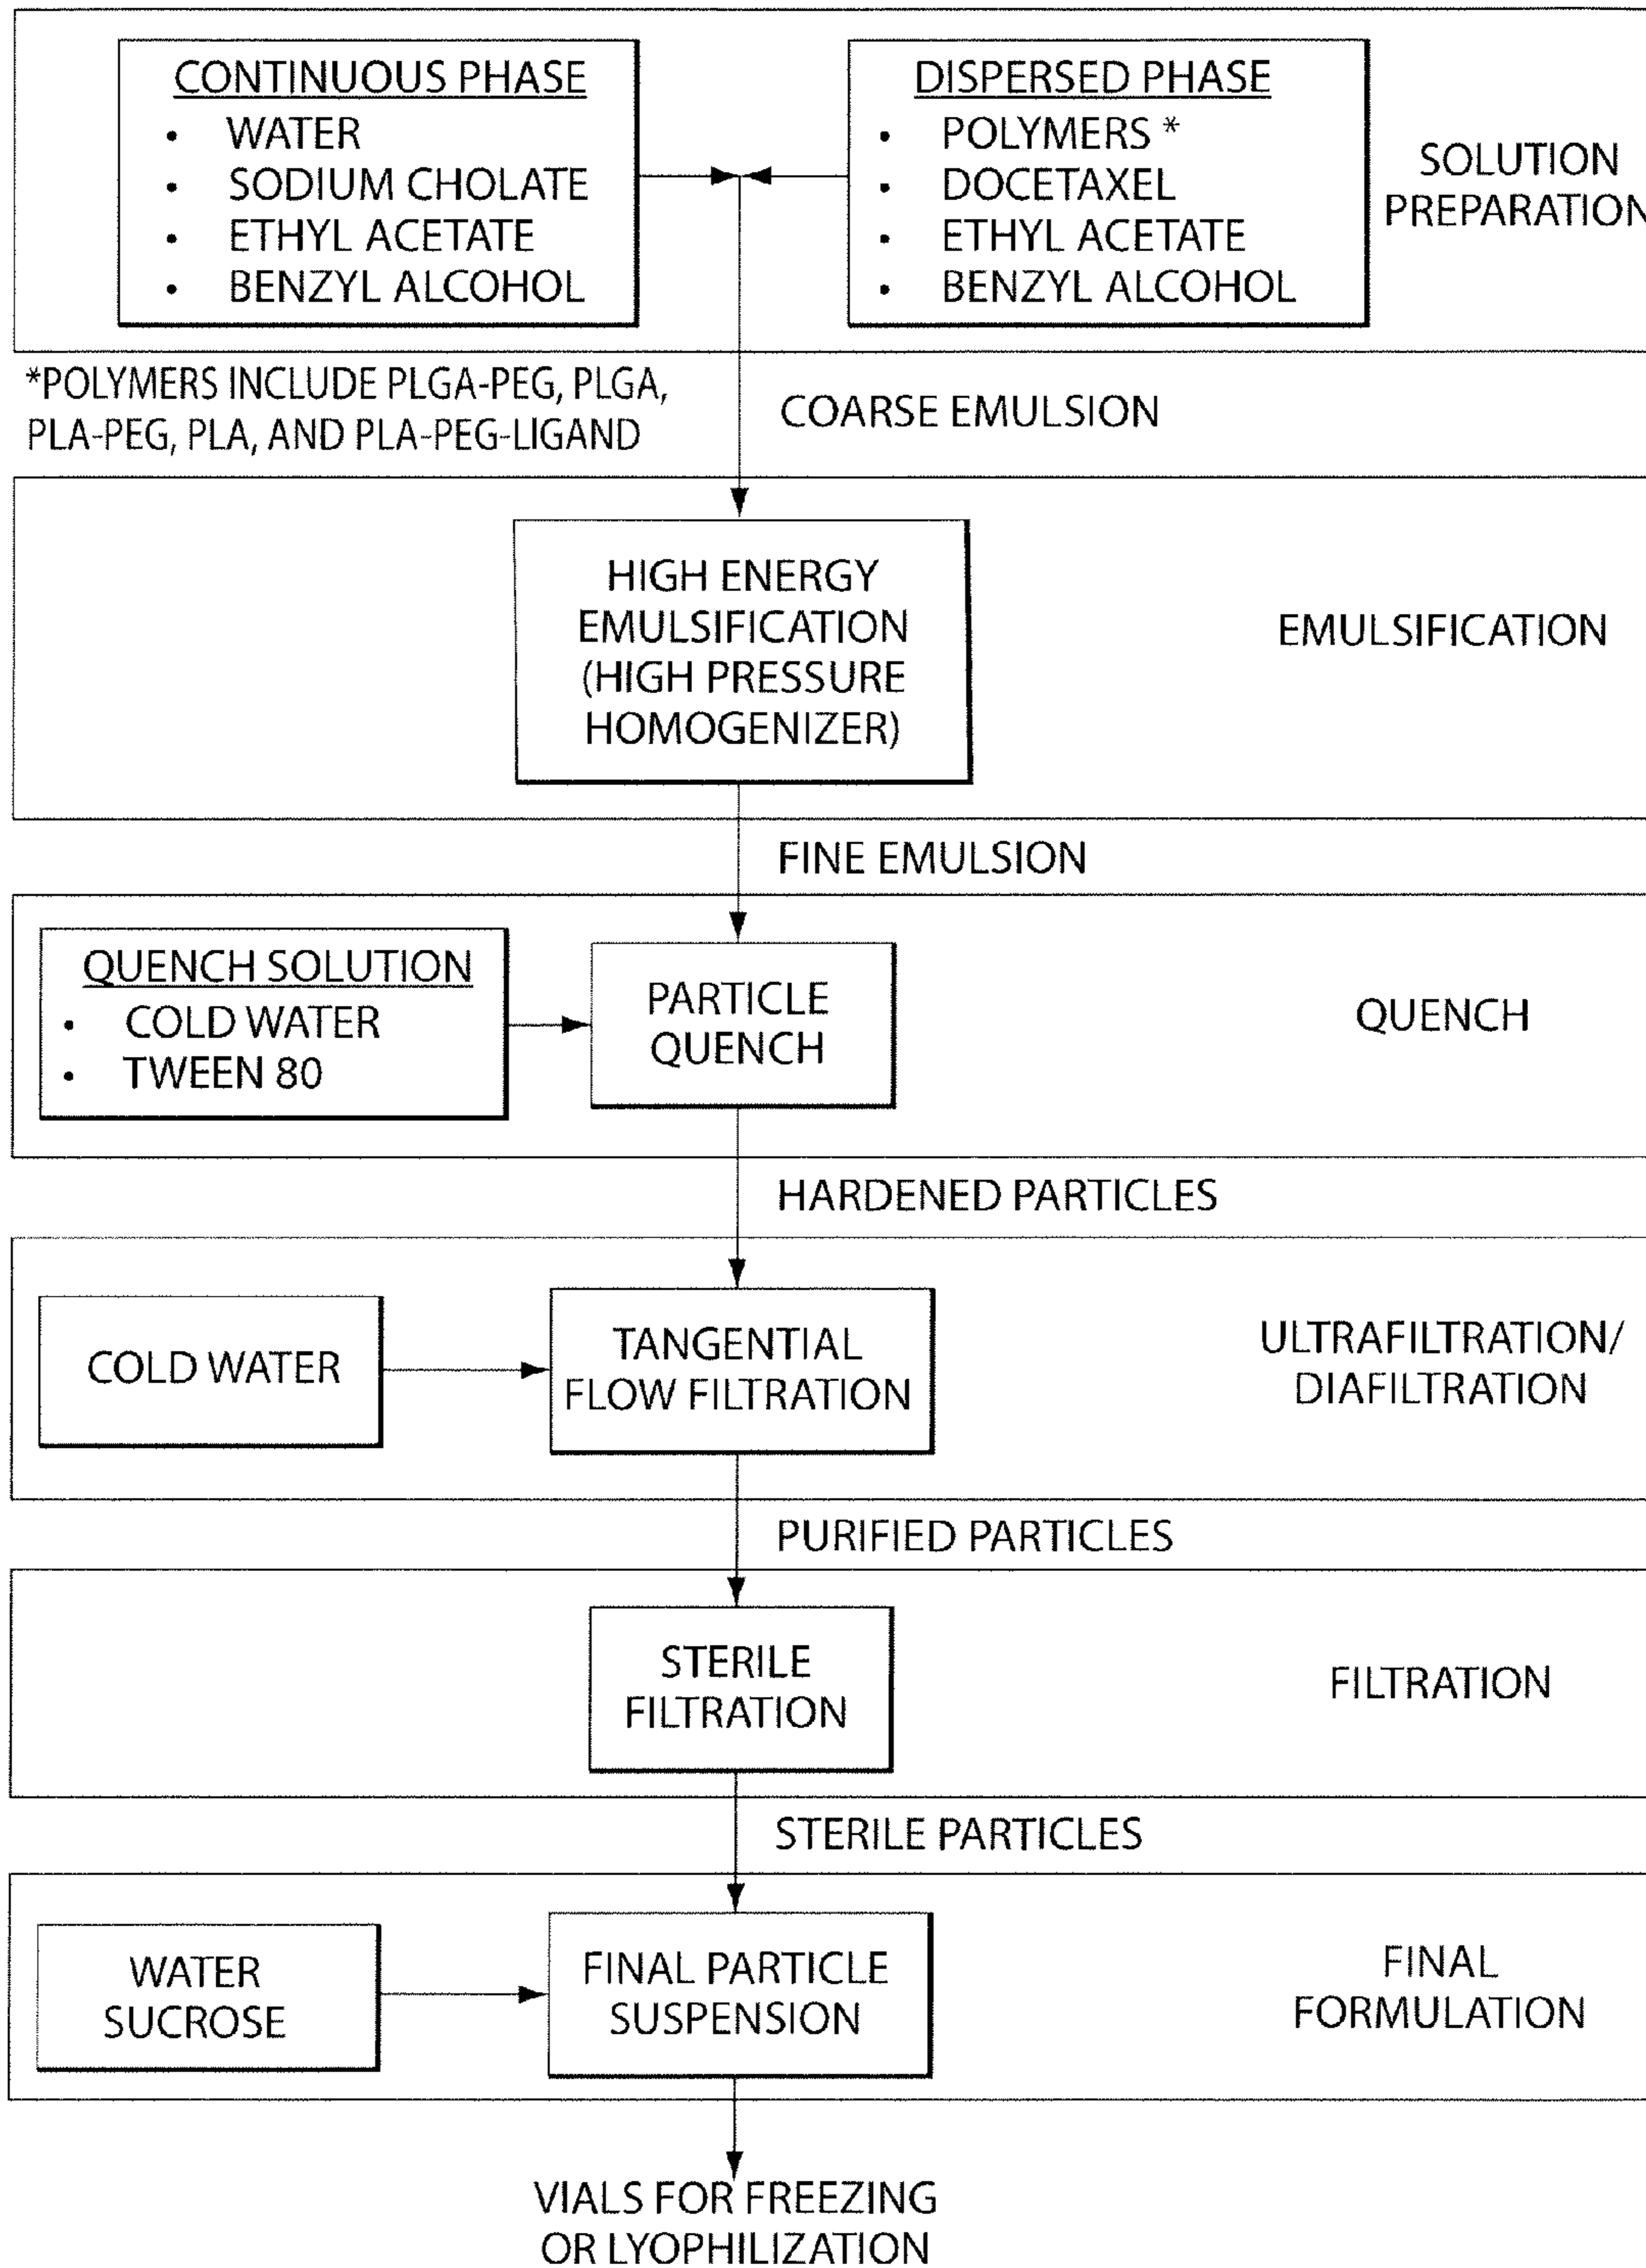 CONTINUOUS PHASE
• WATER
• SODIUM CHOLATE
• ETHYL ACETATE
• BENZYL ALCOHOL
DISPERSED PHASE
• POLYMERS *
• DOCETAXEL
• ETHYL ACETATE
• BENZYL ALCOHOL
SOLUTION
PREPARATION
*POLYMERS INCLUDE PLGA-PEG, PLGA,
PLA-PEG, PLA, AND PLA-PEG-LIGAND
COARSE EMULSION
HIGH ENERGY
EMULSIFICATION
(HIGH PRESSURE
HOMOGENIZER)
EMULSIFICATION
FINE EMULSION
QUENCH SOLUTION
• COLD WATER
• TWEEN 80
PARTICLE
QUENCH
QUENCH
HARDENED PARTICLES
COLD WATER
TANGENTIAL
FLOW FILTRATION
ULTRAFILTRATION/
DIAFILTRATION
PURIFIED PARTICLES
STERILE
FILTRATION
FILTRATION
STERILE PARTICLES
WATER
SUCROSE
FINAL PARTICLE
SUSPENSION
FINAL
FORMULATION
VIALS FOR FREEZING
OR LYOPHILIZATION